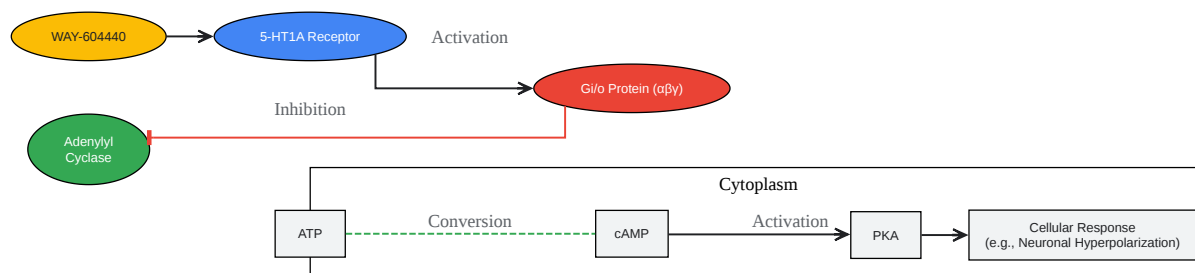 WAY-604440
5-HT1A Receptor
Activation
Gi/o Protein (αβγ)
Inhibition
Adenylyl
Cyclase
Cytoplasm
ATP
Conversion
cAMP
Activation
PKA
Cellular Response
(e.g., Neuronal Hyperpolarization)